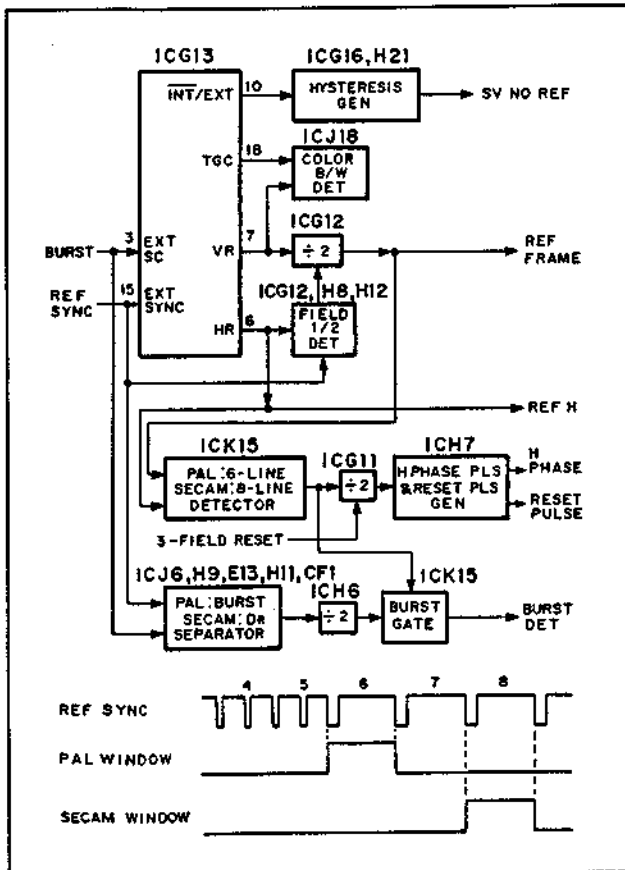 ICG13
ICG16, H21
10
INT/EXT
HYSTERESIS
GEN
SV NO REF
ICJ18
18
TGC
COLOR
B/W
DET
ICG12
3
7
BURST
EXT
SC
VR
÷2
REF
FRAME
ICG12, H8, H12
REF
SYNC
15
EXT
SYNC
6
HR
FIELD
1/2
DET
REF H
ICK15
ICG11
ICH7
PAL:6-LINE
SECAM:8-LINE
DETECTOR
÷2
H PHASE PLS
&RESET PLS
GEN
H
PHASE
RESET
PULSE
3-FIELD RESET
ICJ6, H9, E13, H11, CF1
ICH6
ICK15
PAL:BURST
SECAM:DR
SEPARATOR
÷2
BURST
GATE
BURST
DET
4 5 6 7 8
REF SYNC
PAL WINDOW
SECAM WINDOW